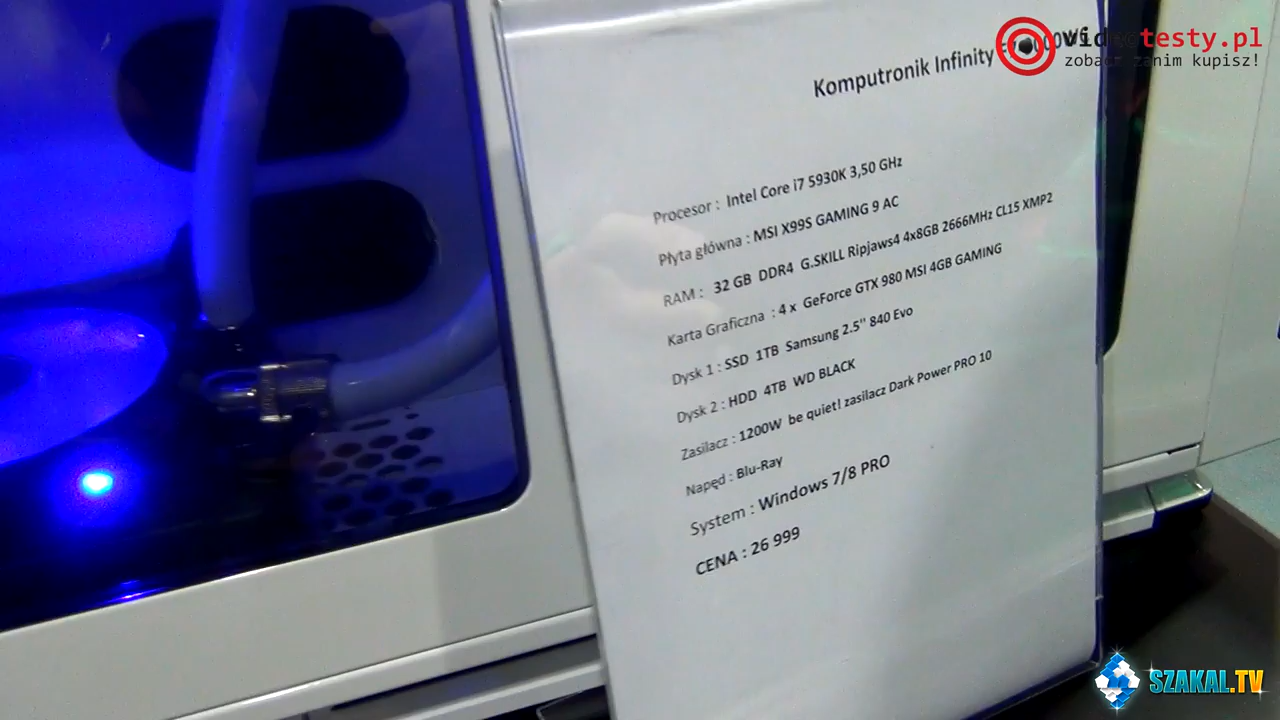 videotesty.pl
zobacz zanim kupisz!
Komputronik Infinity
Procesor : Intel Core i7 5930K 3,50 GHz
Płyta główna : MSI X99S GAMING 9 AC
RAM : 32 GB DDR4 G.SKILL Ripjaws4 4x8GB 2666MHz CL15 XMP2
Karta Graficzna : 4 x GeForce GTX 980 MSI 4GB GAMING
Dysk 1 : SSD 1TB Samsung 2.5'' 840 Evo
Dysk 2 : HDD 4TB WD BLACK
Zasilacz : 1200W be quiet! zasilacz Dark Power PRO 10
Napęd : Blu-Ray
System : Windows 7/8 PRO
CENA : 26 999
SZAKAL.TV